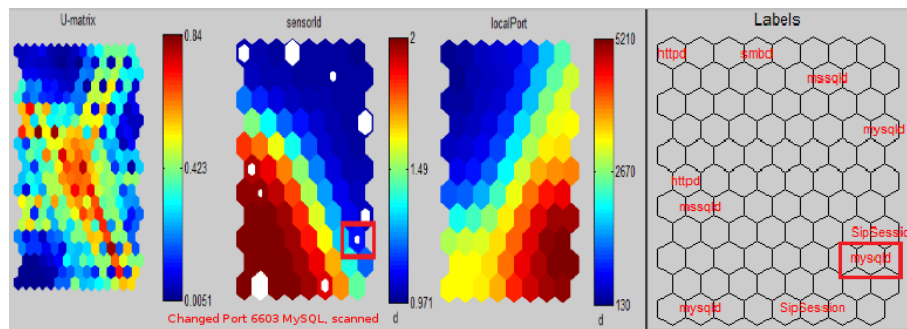 U-matrix
sensorId
localPort
Labels
0.84
0.423
0.0051
2
1.49
0.971
d
5210
2670
130
d
Changed Port 6603 MySQL, scanned
httpd
smbd
mssqld
mysqld
httpd
mssqld
SipSession
mysqld
mysqld
SipSession